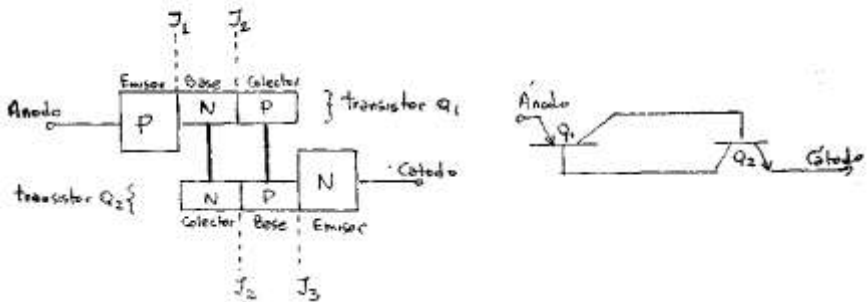 J1 J2
Emisor Base Colector
Anodo P N P } transistor Q1
transistor Q2 { N P N Catodo
Colector Base Emisor
J2 J3
Ánodo
Q1 Q2 Cátodo